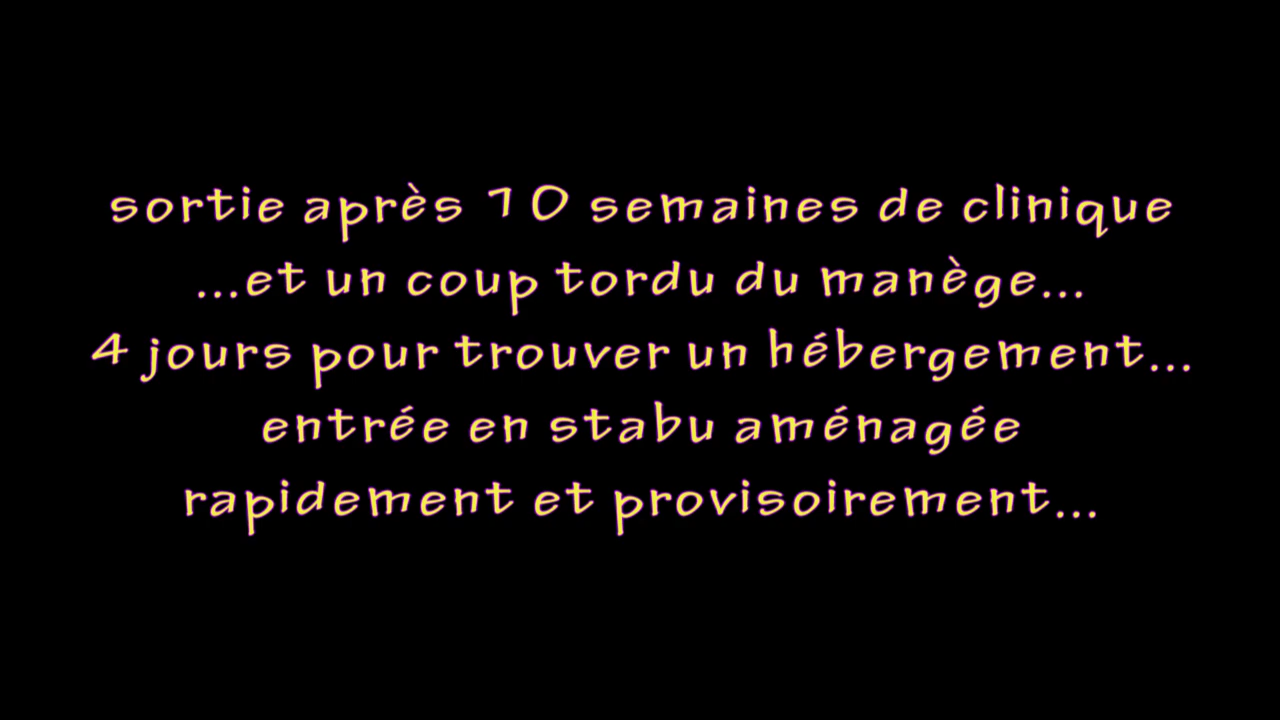 sortie après 10 semaines de clinique
...et un coup tordu du manège...
4 jours pour trouver un hébergement...
entrée en stabu aménagée
rapidement et provisoirement...